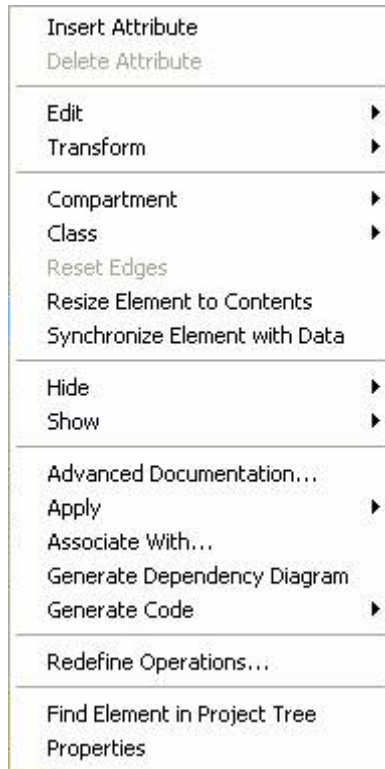 Insert Attribute
Delete Attribute
Edit
Transform
Compartment
Class
Reset Edges
Resize Element to Contents
Synchronize Element with Data
Hide
Show
Advanced Documentation...
Apply
Associate With...
Generate Dependency Diagram
Generate Code
Redefine Operations...
Find Element in Project Tree
Properties